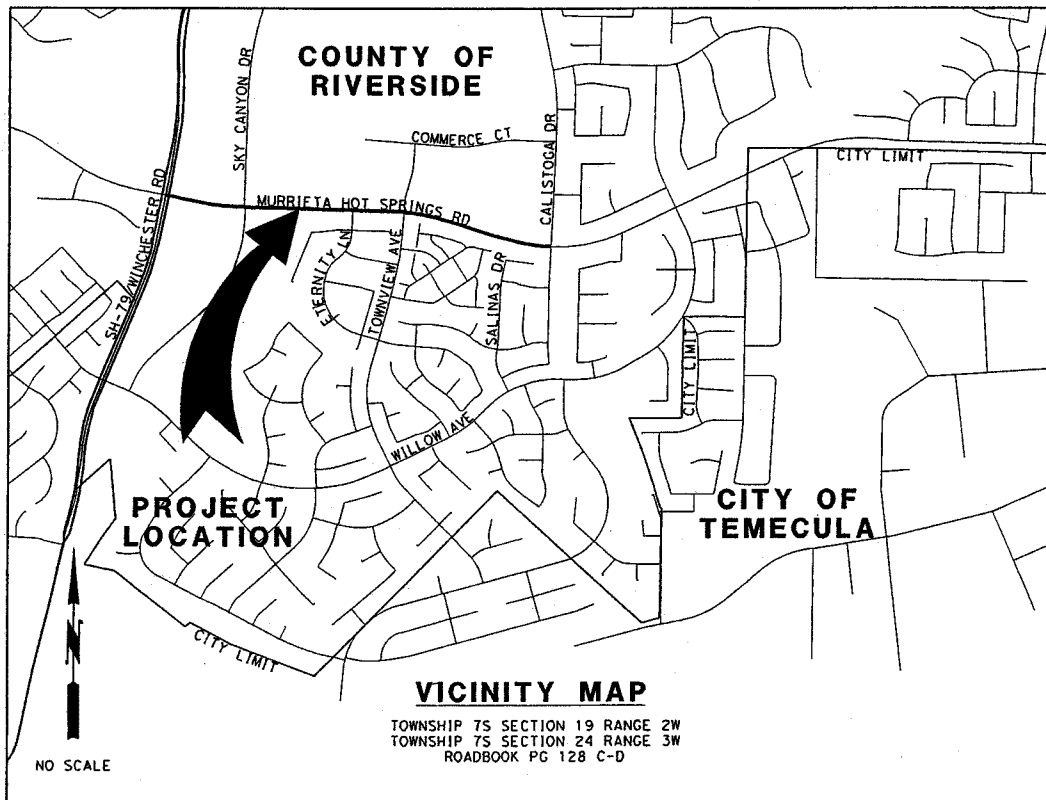 COUNTY OF
RIVERSIDE
SKY CANYON DR
COMMERCE CT
CALISTOGA DR
CITY LIMIT
MURRIETA HOT SPRINGS RD
SH-79/WINCHESTER RD
ETERNITY LN
TOWNVIEW AVE
SALINAS DR
CITY LIMIT
WILLOW AVE
PROJECT
LOCATION
CITY OF
TEMECULA
N
CITY LIMIT
VICINITY MAP
TOWNSHIP 7S SECTION 19 RANGE 2W
TOWNSHIP 7S SECTION 24 RANGE 3W
ROADBOOK PG 128 C-D
NO SCALE